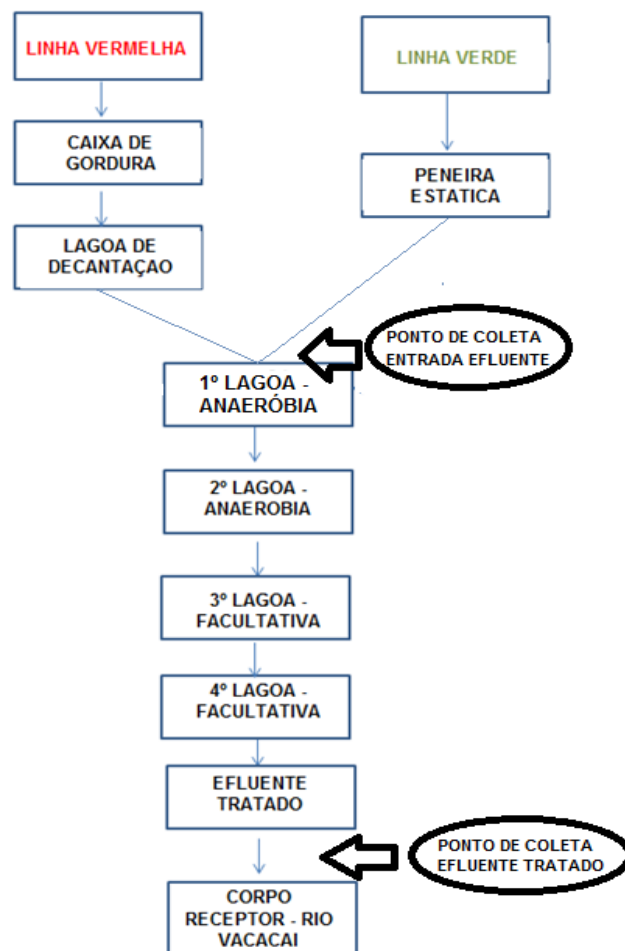 LINHA VERMELHA
LINHA VERDE
CAIXA DE
GORDURA
PENEIRA
ESTATICA
LAGOA DE
DECANTAÇAO
PONTO DE COLETA
ENTRADA EFLUENTE
1º LAGOA -
ANAERÓBIA
2º LAGOA -
ANAEROBIA
3º LAGOA -
FACULTATIVA
4º LAGOA -
FACULTATIVA
EFLUENTE
TRATADO
PONTO DE COLETA
EFLUENTE TRATADO
CORPO
RECEPTOR - RIO
VACACAI